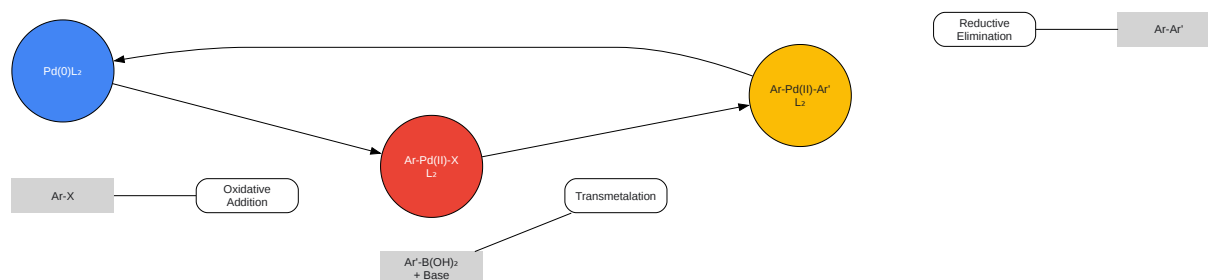 Pd(0)L₂
Ar-Pd(II)-X
L₂
Ar-Pd(II)-Ar'
L₂
Reductive
Elimination
Ar-Ar'
Ar-X
Oxidative
Addition
Transmetalation
Ar'-B(OH)₂
+ Base